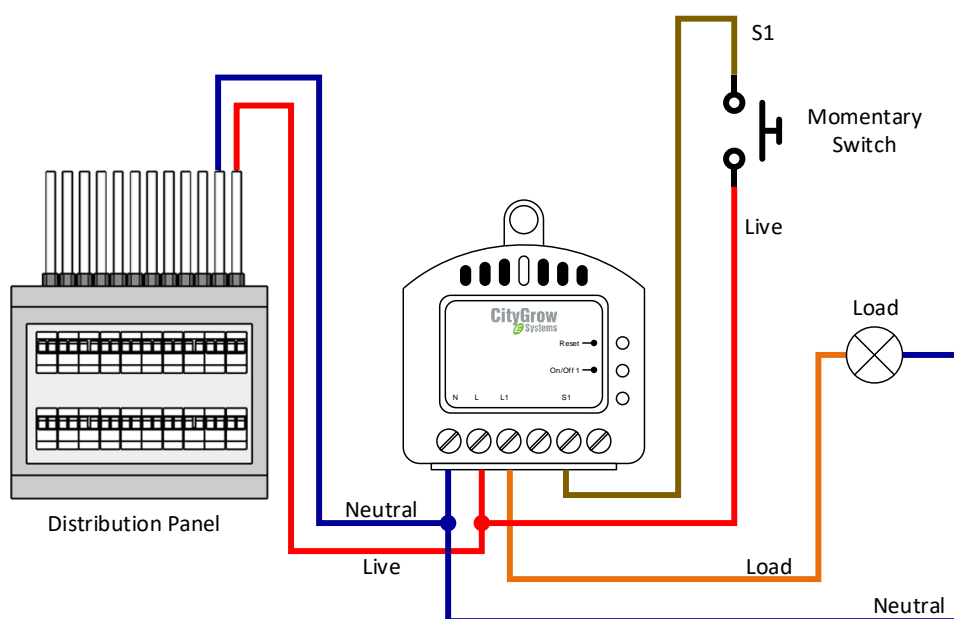 S1
Momentary
Switch
Live
Load
CityGrow
e Systems
Reset
On/Off 1
N L L1 S1
Neutral
Distribution Panel
Live
Load
Neutral